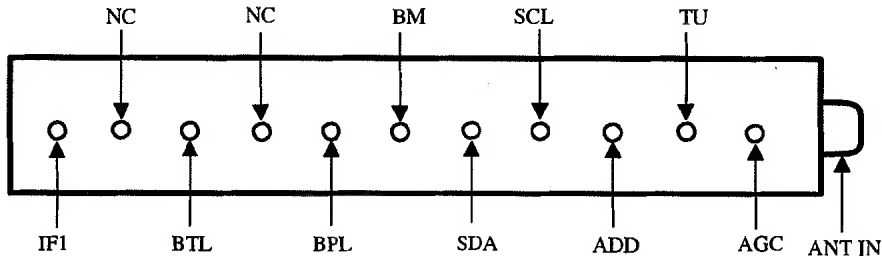 NC NC BM SCL TU
IF1 BTL BPL SDA ADD AGC ANT IN